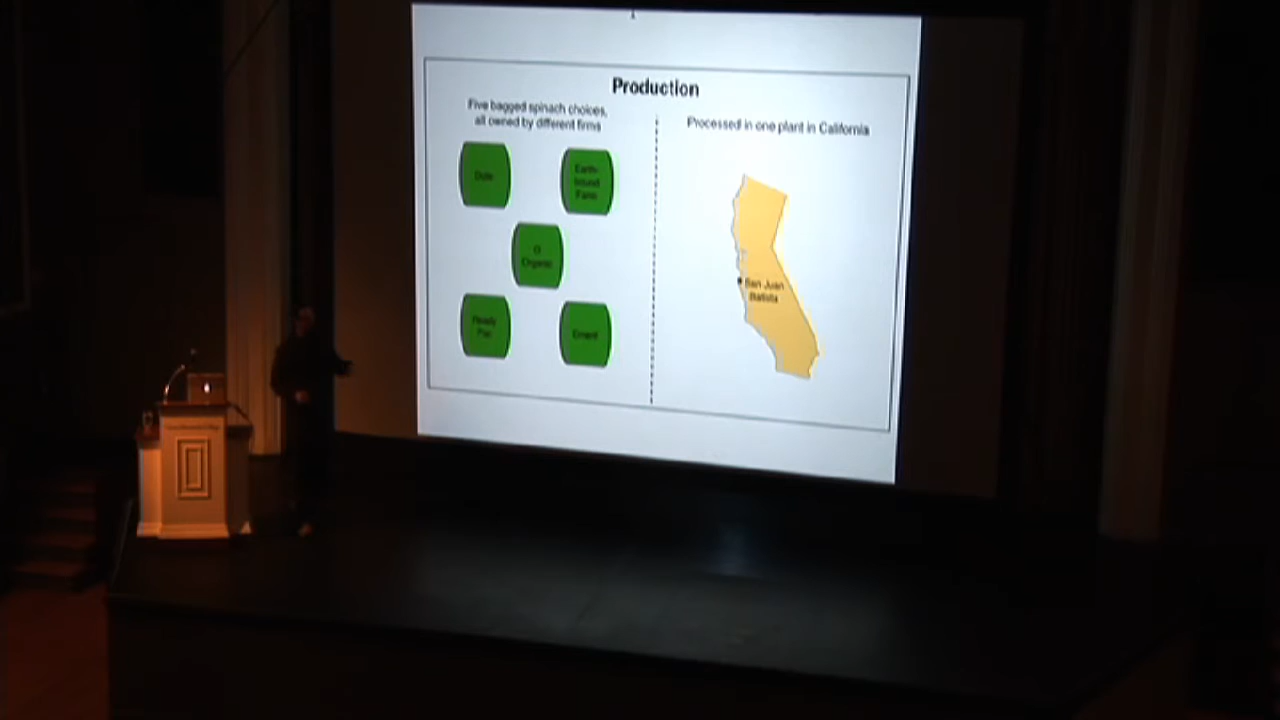 Production
Five bagged spinach choices,
all owned by different firms
Processed in one plant in California
Dole
Earth-
bound
Farm
O
Organic
Ready
Pac
San Juan
Batista